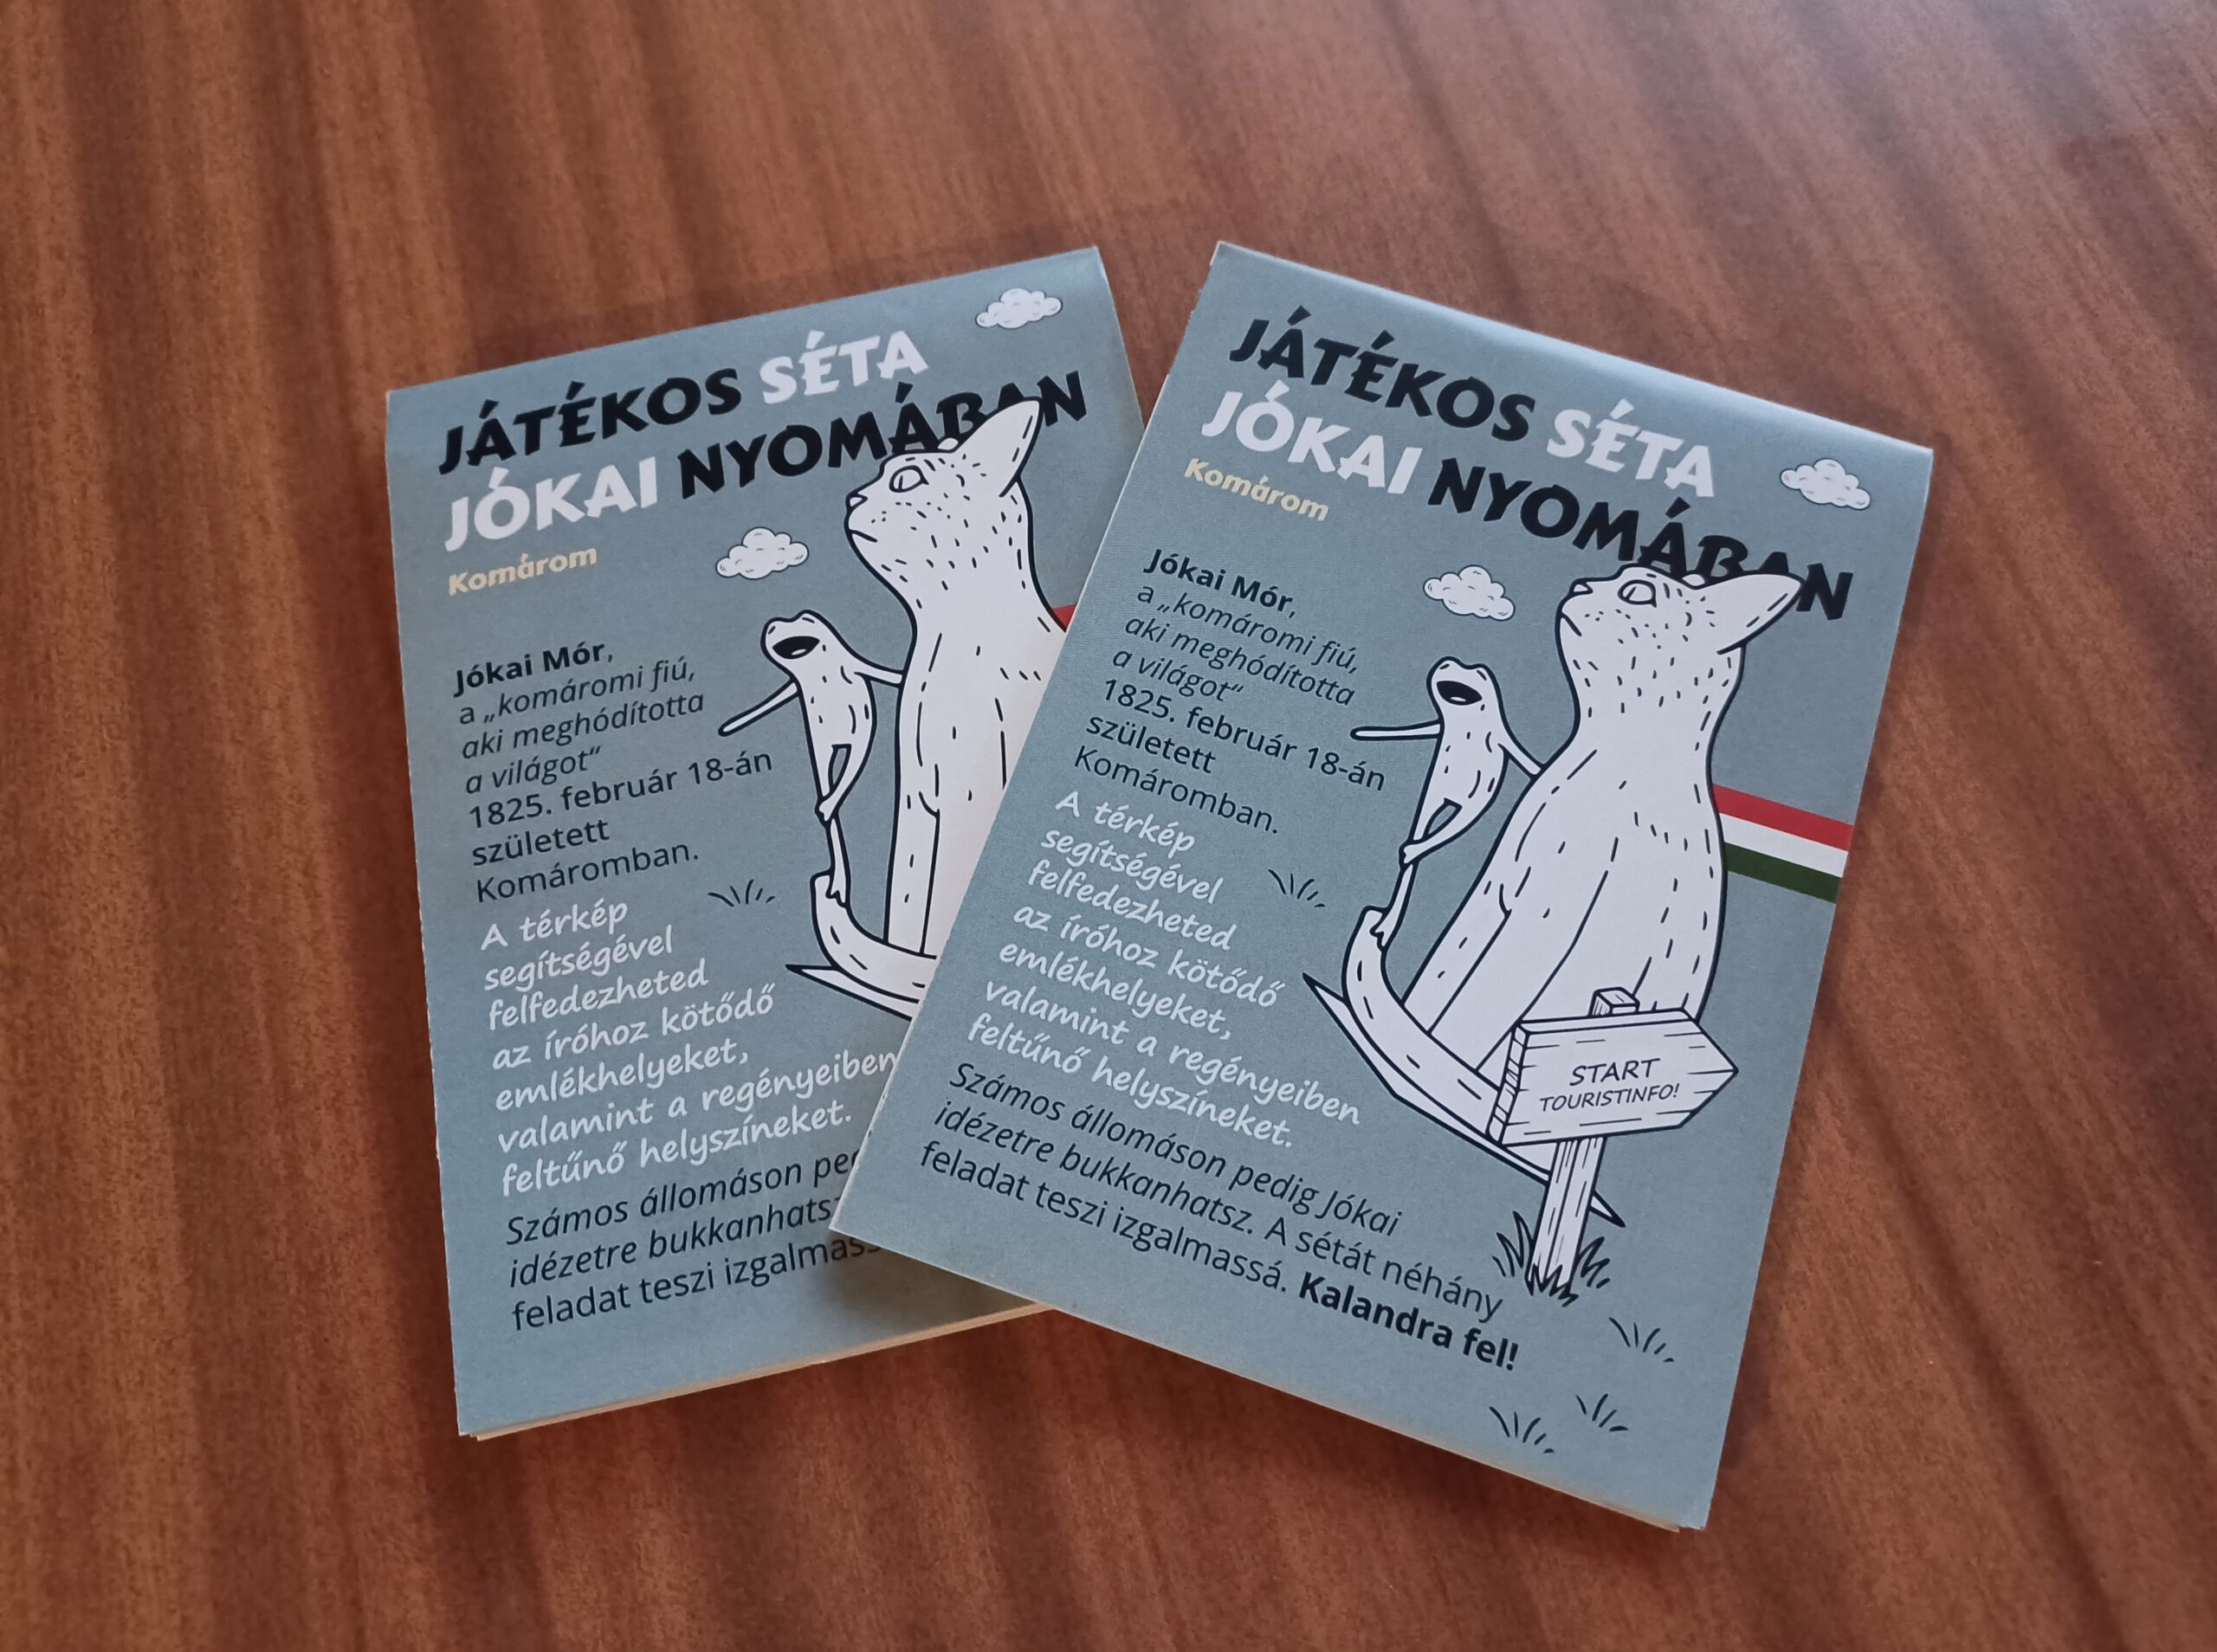 JÁTÉKOS SÉTA
JÓKAI NYOMÁBAN
Komárom
Jókai Mór,
a „komáromi fiú,
aki meghódította
a világot“
1825. február 18-án
született
Komáromban.
A térkép
segítségével
felfedezheted
az íróhoz kötődő
emlékhelyeket,
valamint a regényeiben
feltűnő helyszíneket.
Számos állomáson
idézetre
feladat teszi
JÁTÉKOS SÉTA
JÓKAI NYOMÁBAN
Komárom
Jókai Mór,
a „komáromi fiú,
aki meghódította
a világot“
1825. február 18-án
született
Komáromban.
A térkép
segítségével
felfedezheted
az íróhoz kötődő
emlékhelyeket,
valamint a regényeiben
feltűnő helyszíneket.
Számos állomáson pedig Jókai
idézetre bukkanhatsz. A sétát néhány
feladat teszi izgalmassá. Kalandra fel!
START
TOURISTINFO!